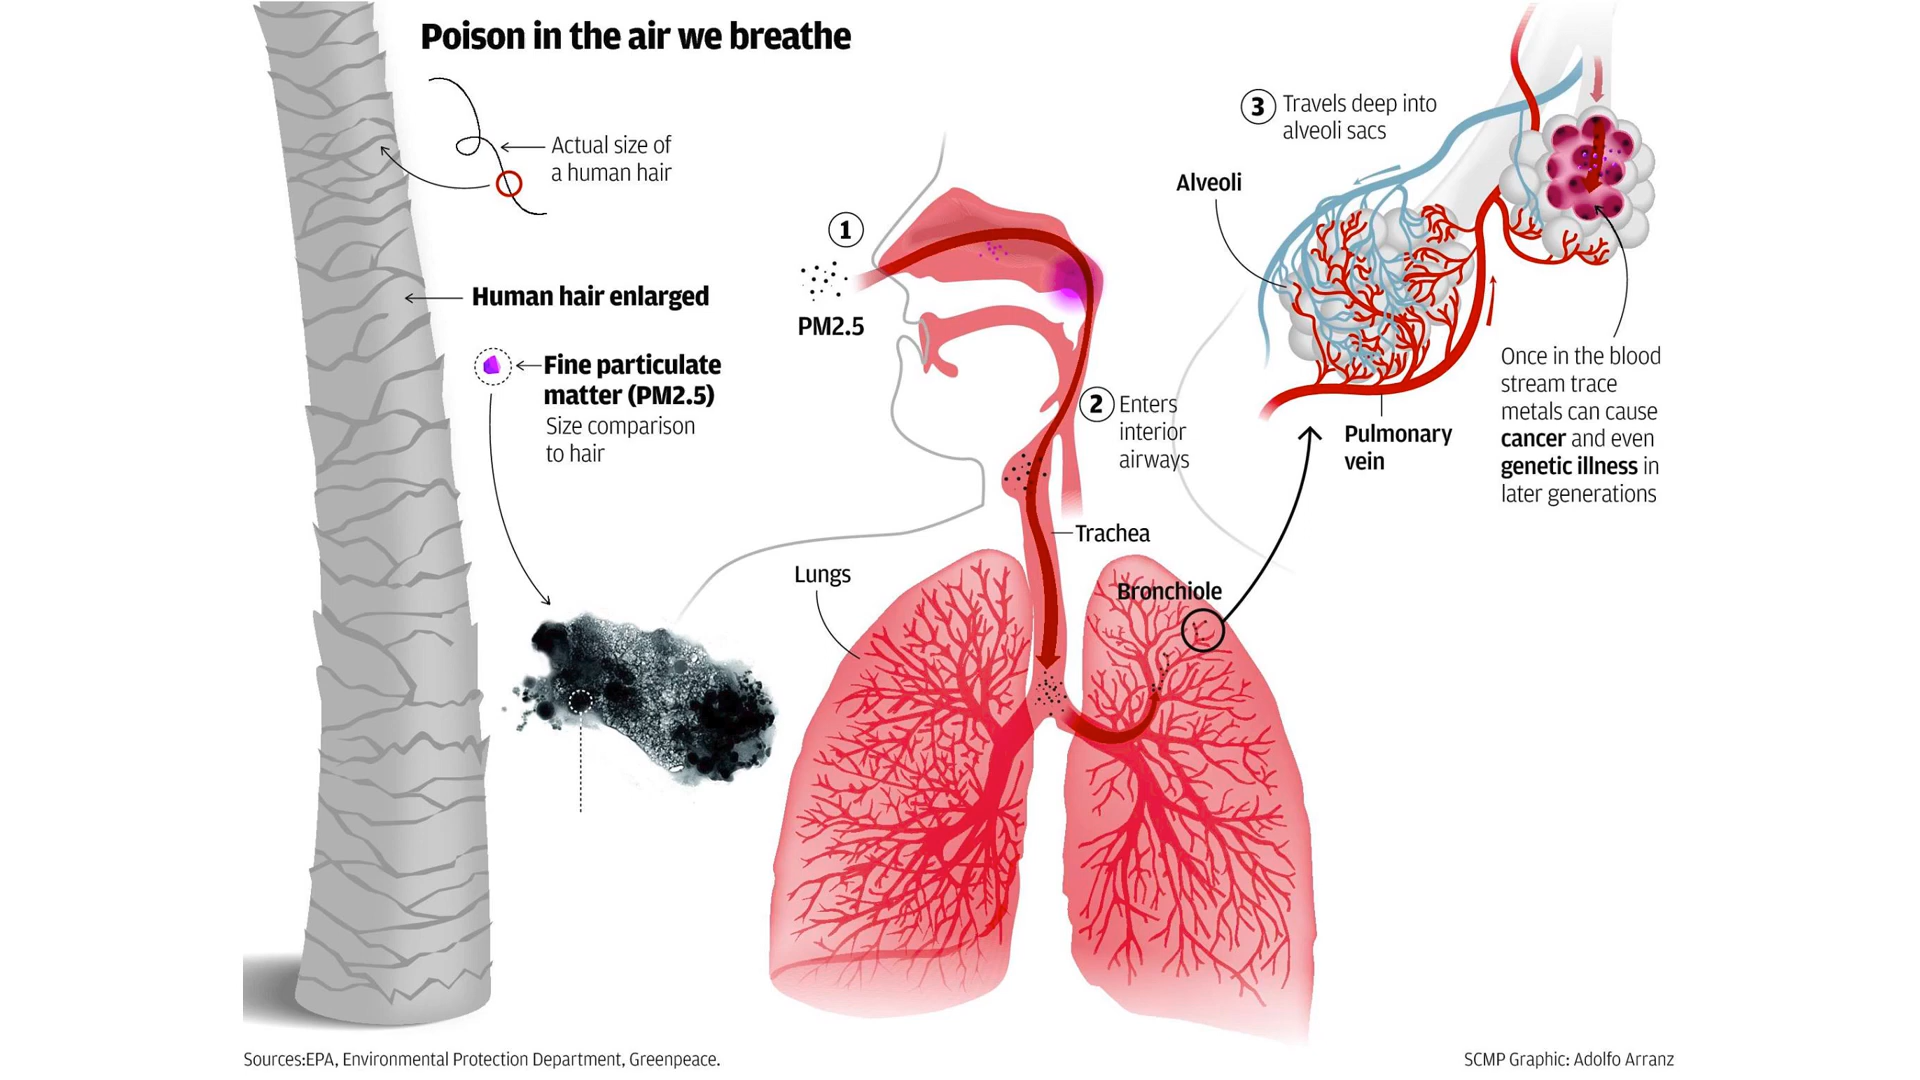 Poison in the air we breathe
Actual size of
a human hair
Human hair enlarged
Fine particulate
matter (PM2.5)
Size comparison
to hair
1
PM2.5
2
Enters
interior
airways
Trachea
Lungs
Bronchiole
3
Travels deep into
alveoli sacs
Alveoli
Pulmonary
vein
Once in the blood
stream trace
metals can cause
cancer and even
genetic illness in
later generations
Sources:EPA, Environmental Protection Department, Greenpeace.
SCMP Graphic: Adolfo Arranz